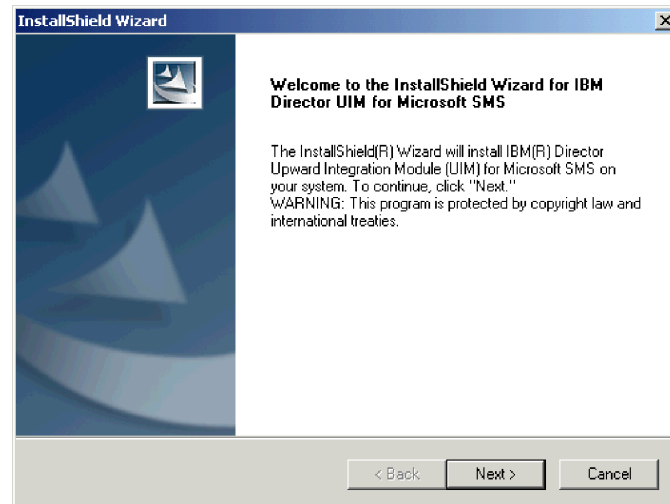 InstallShield Wizard
Welcome to the InstallShield Wizard for IBM
Director UIM for Microsoft SMS
The InstallShield(R) Wizard will install IBM(R) Director
Upward Integration Module (UIM) for Microsoft SMS on
your system. To continue, click "Next."
WARNING: This program is protected by copyright law and
international treaties.
< Back
Next >
Cancel